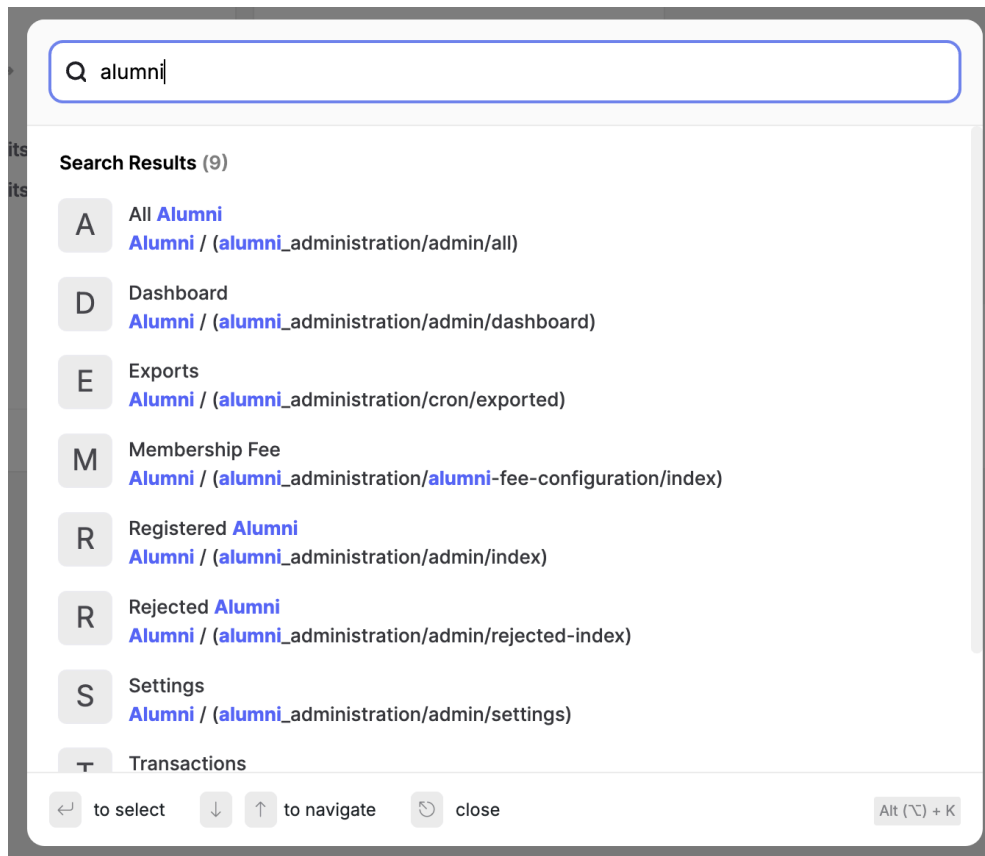 alumni
its
its
Search Results (9)
A
All Alumni
Alumni / (alumni_administration/admin/all)
D
Dashboard
Alumni / (alumni_administration/admin/dashboard)
E
Exports
Alumni / (alumni_administration/cron/exported)
M
Membership Fee
Alumni / (alumni_administration/alumni-fee-configuration/index)
R
Registered Alumni
Alumni / (alumni_administration/admin/index)
R
Rejected Alumni
Alumni / (alumni_administration/admin/rejected-index)
S
Settings
Alumni / (alumni_administration/admin/settings)
T
Transactions
to select
to navigate
close
Alt (⌥) + K